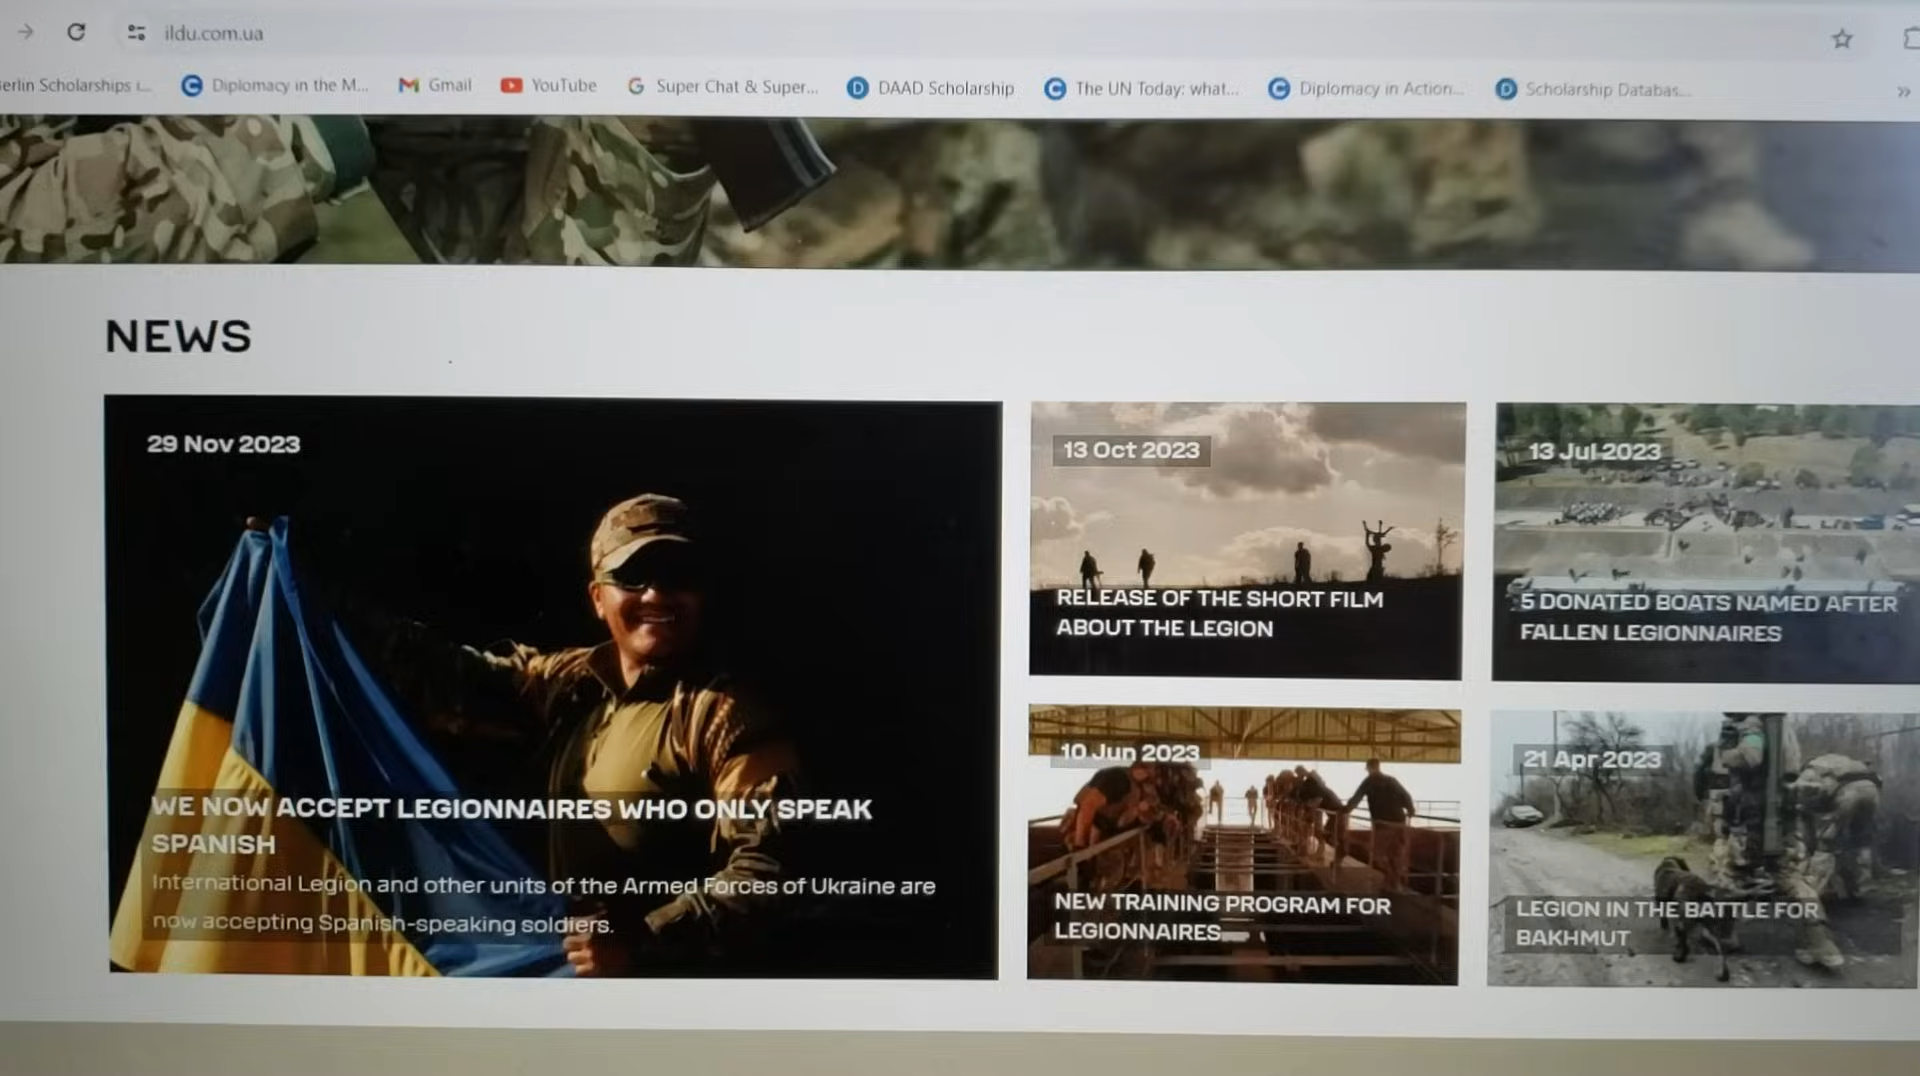 ildu.com.ua
erlin Scholarships i...
Diplomacy in the M...
Gmail
YouTube
Super Chat & Super...
DAAD Scholarship
The UN Today: what...
Diplomacy in Action...
Scholarship Databas...
NEWS
29 Nov 2023
WE NOW ACCEPT LEGIONNAIRES WHO ONLY SPEAK
SPANISH
International Legion and other units of the Armed Forces of Ukraine are
now accepting Spanish-speaking soldiers.
13 Oct 2023
RELEASE OF THE SHORT FILM
ABOUT THE LEGION
13 Jul 2023
5 DONATED BOATS NAMED AFTER
FALLEN LEGIONNAIRES
10 Jun 2023
NEW TRAINING PROGRAM FOR
LEGIONNAIRES
21 Apr 2023
LEGION IN THE BATTLE FOR
BAKHMUT